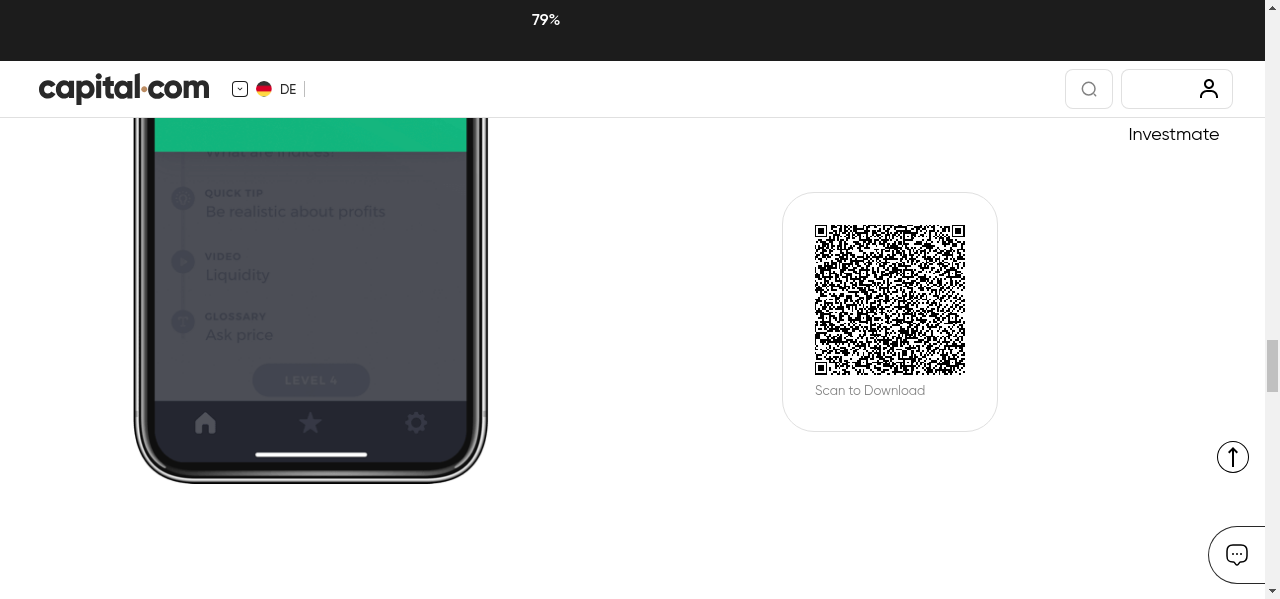 79%
capital.com
DE
Investmate
What are indices?
QUICK TIP
Be realistic about profits
VIDEO
Liquidity
GLOSSARY
Ask price
LEVEL 4
Scan to Download